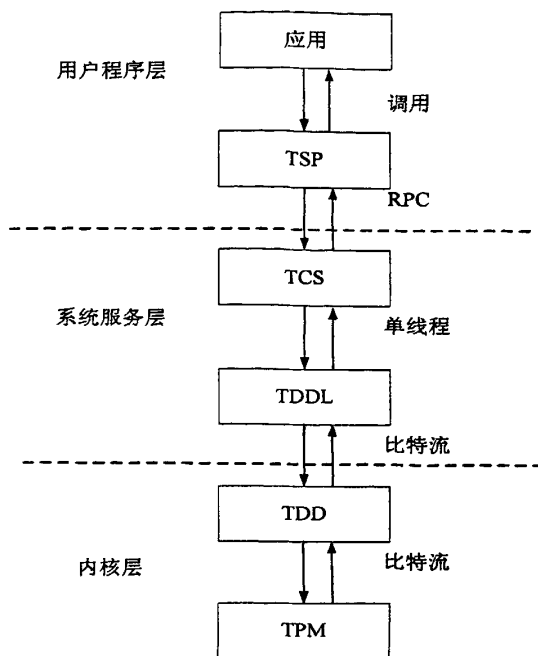 应用
用户程序层
调用
TSP
RPC
TCS
系统服务层
单线程
TDDL
比特流
TDD
内核层
比特流
TPM